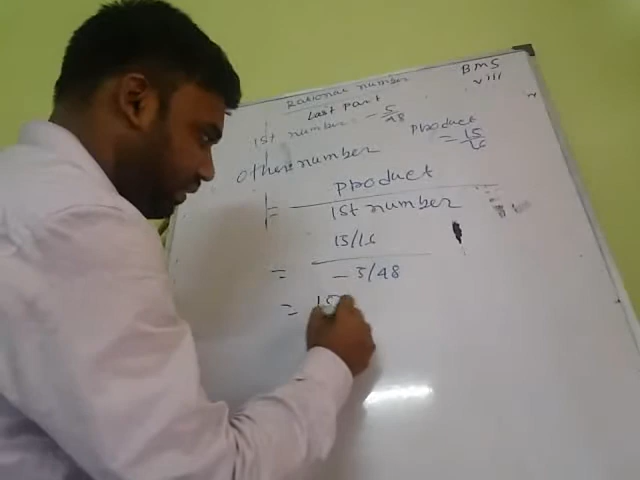 BMS
VIII
Rational number
Last part
1st number = -5/48
product
= 15/16
other number
= product / 1st number
= 15/16 / -5/48
= 15